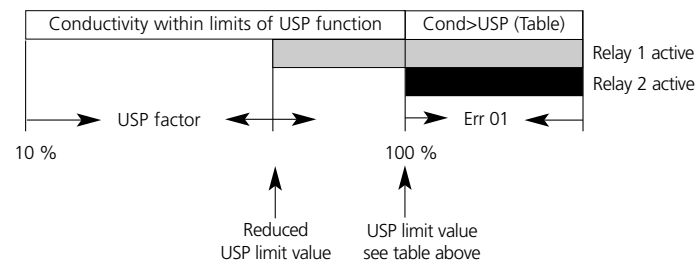 Conductivity within limits of USP function
Cond>USP (Table)
Relay 1 active
Relay 2 active
USP factor
Err 01
10 %
100 %
Reduced
USP limit value
USP limit value
see table above